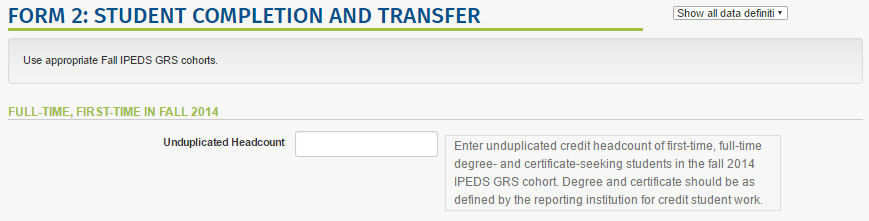 FORM 2: STUDENT COMPLETION AND TRANSFER
Show all data definiti
Use appropriate Fall IPEDS GRS cohorts.
FULL-TIME, FIRST-TIME IN FALL 2014
Unduplicated Headcount
Enter unduplicated credit headcount of first-time, full-time
degree- and certificate-seeking students in the fall 2014
IPEDS GRS cohort. Degree and certificate should be as
defined by the reporting institution for credit student work.